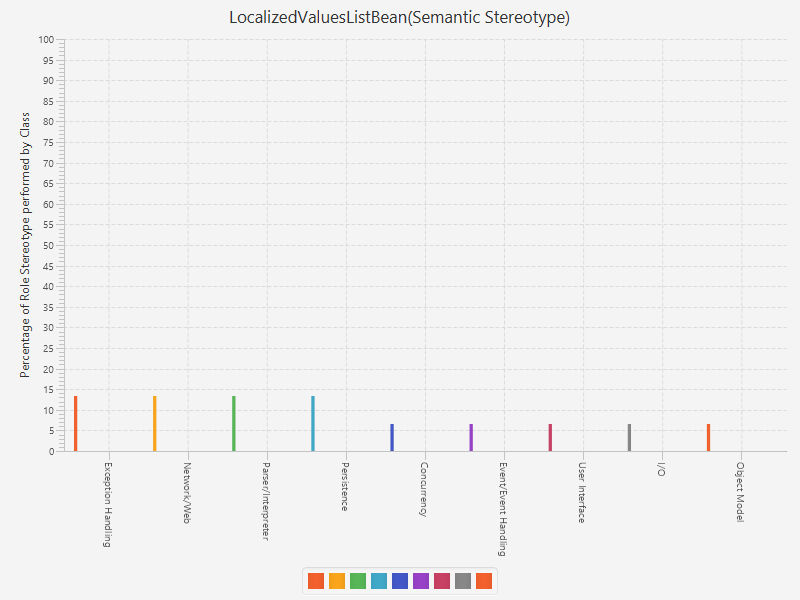 LocalizedValuesListBean(Semantic Stereotype)
Percentage of Role Stereotype performed by Class
100
95
90
85
80
75
70
65
60
55
50
45
40
35
30
25
20
15
10
5
0
Exception Handling
Network/Web
Parser/Interpreter
Persistence
Concurrency
Event/Event Handling
User Interface
I/O
Object Model